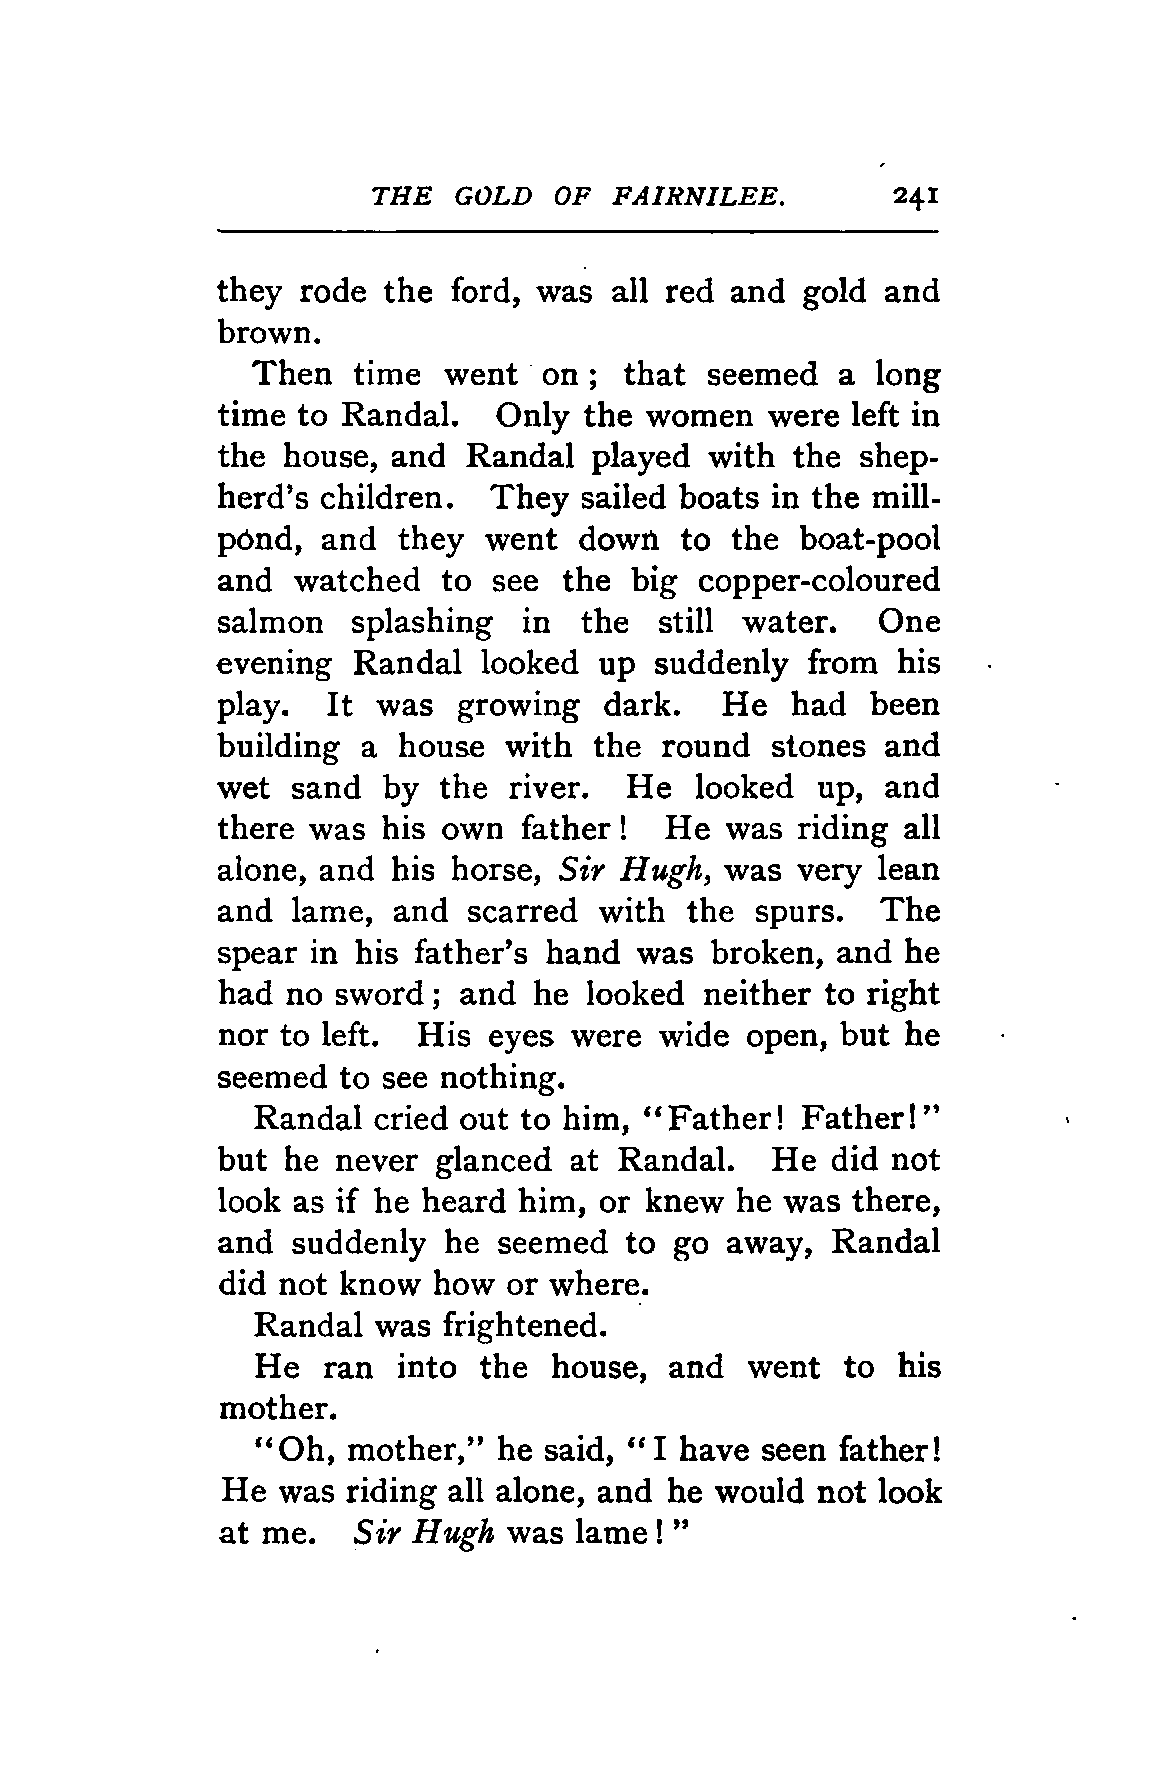 THE GOLD OF FAIRNILEE. 241
they rode the ford, was all red and gold and
brown.
Then time went on; that seemed a long
time to Randal. Only the women were left in
the house, and Randal played with the shep-
herd's children. They sailed boats in the mill-
pond, and they went down to the boat-pool
and watched to see the big copper-coloured
salmon splashing in the still water. One
evening Randal looked up suddenly from his
play. It was growing dark. He had been
building a house with the round stones and
wet sand by the river. He looked up, and
there was his own father! He was riding all
alone, and his horse, Sir Hugh, was very lean
and lame, and scarred with the spurs. The
spear in his father's hand was broken, and he
had no sword; and he looked neither to right
nor to left. His eyes were wide open, but he
seemed to see nothing.
Randal cried out to him, "Father! Father!"
but he never glanced at Randal. He did not
look as if he heard him, or knew he was there,
and suddenly he seemed to go away, Randal
did not know how or where.
Randal was frightened.
He ran into the house, and went to his
mother.
"Oh, mother," he said, "I have seen father!
He was riding all alone, and he would not look
at me. Sir Hugh was lame!"